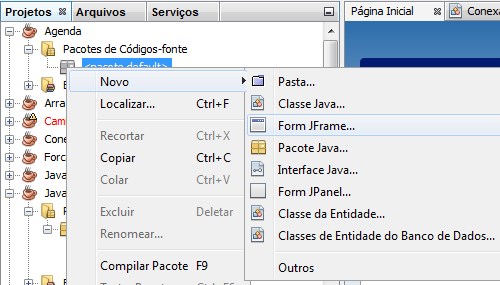 Projetos
Arquivos
Serviços
Página Inicial
Conexa
Agenda
Pacotes de Códigos-fonte
<pacote default>
Novo
Localizar... Ctrl+F
Recortar Ctrl+X
Copiar Ctrl+C
Colar Ctrl+V
Excluir Deletar
Renomear...
Compilar Pacote F9
Pasta...
Classe Java...
Form JFrame...
Pacote Java...
Interface Java...
Form JPanel...
Classe da Entidade...
Classes de Entidade do Banco de Dados...
Outros
Arra
Cam
Cone
Forc
Java
Java